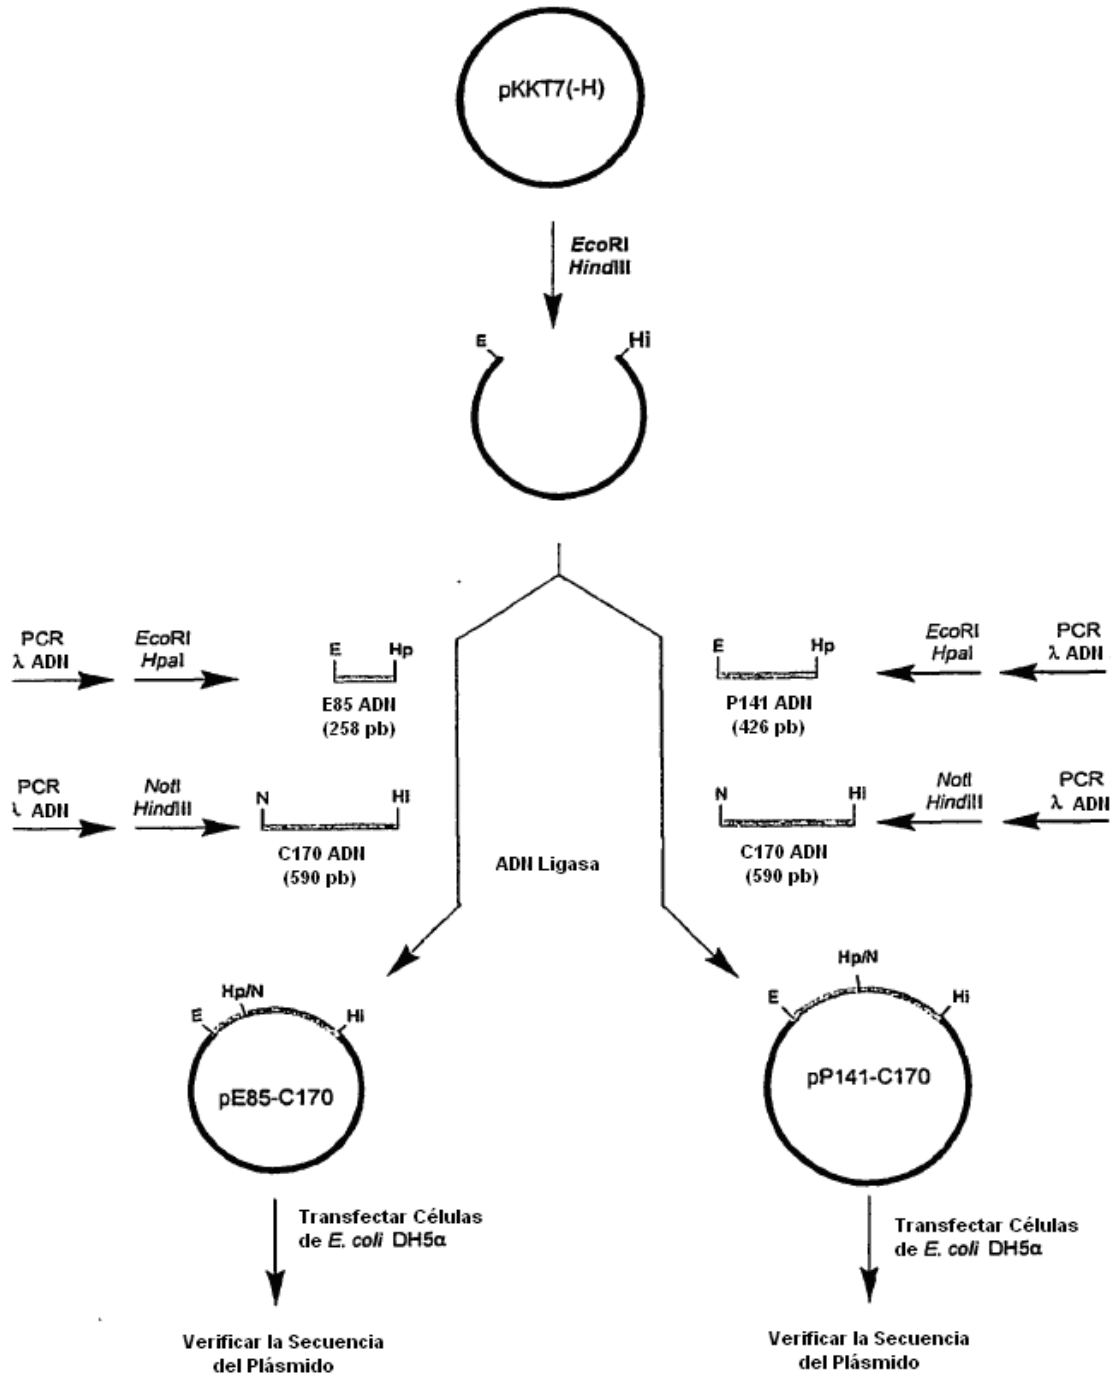 pKKT7(-H)
EcoRI
HindIII
E
Hi
PCR
λ ADN
EcoRI
HpaI
E
Hp
E85 ADN
(258 pb)
E
Hp
P141 ADN
(426 pb)
EcoRI
HpaI
PCR
λ ADN
PCR
λ ADN
NotI
HindIII
N
Hi
C170 ADN
(590 pb)
ADN Ligasa
N
Hi
C170 ADN
(590 pb)
NotI
HindIII
PCR
λ ADN
E
Hp/N
Hi
pE85-C170
E
Hp/N
Hi
pP141-C170
Transfectar Células
de E. coli DH5α
Transfectar Células
de E. coli DH5α
Verificar la Secuencia
del Plásmido
Verificar la Secuencia
del Plásmido